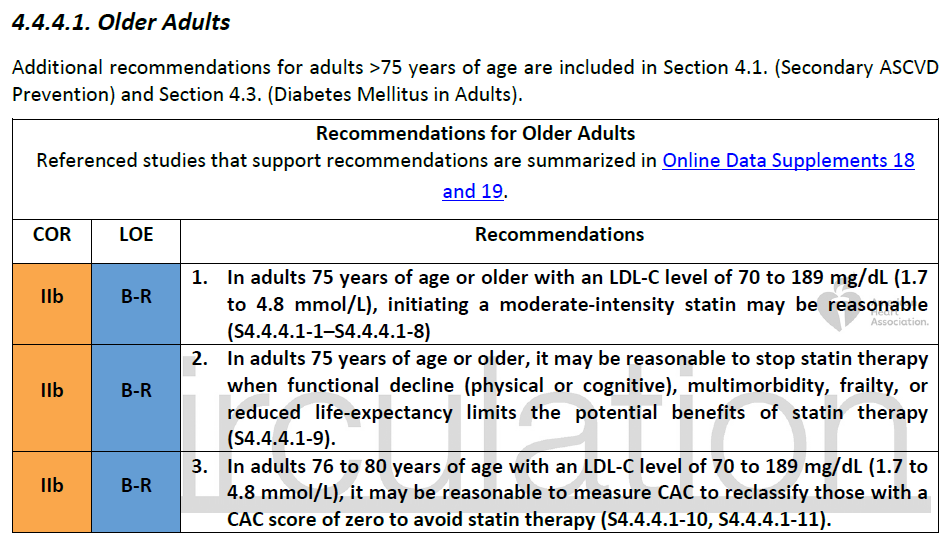 4.4.4.1. Older Adults
Additional recommendations for adults >75 years of age are included in Section 4.1. (Secondary ASCVD
Prevention) and Section 4.3. (Diabetes Mellitus in Adults).
Recommendations for Older Adults
Referenced studies that support recommendations are summarized in Online Data Supplements 18
and 19.
COR LOE Recommendations
IIb B-R 1. In adults 75 years of age or older with an LDL-C level of 70 to 189 mg/dL (1.7
to 4.8 mmol/L), initiating a moderate-intensity statin may be reasonable
(S4.4.4.1-1–S4.4.4.1-8)
IIb B-R 2. In adults 75 years of age or older, it may be reasonable to stop statin therapy
when functional decline (physical or cognitive), multimorbidity, frailty, or
reduced life-expectancy limits the potential benefits of statin therapy
(S4.4.4.1-9).
IIb B-R 3. In adults 76 to 80 years of age with an LDL-C level of 70 to 189 mg/dL (1.7 to
4.8 mmol/L), it may be reasonable to measure CAC to reclassify those with a
CAC score of zero to avoid statin therapy (S4.4.4.1-10, S4.4.4.1-11).
Heart
Association.
irculation